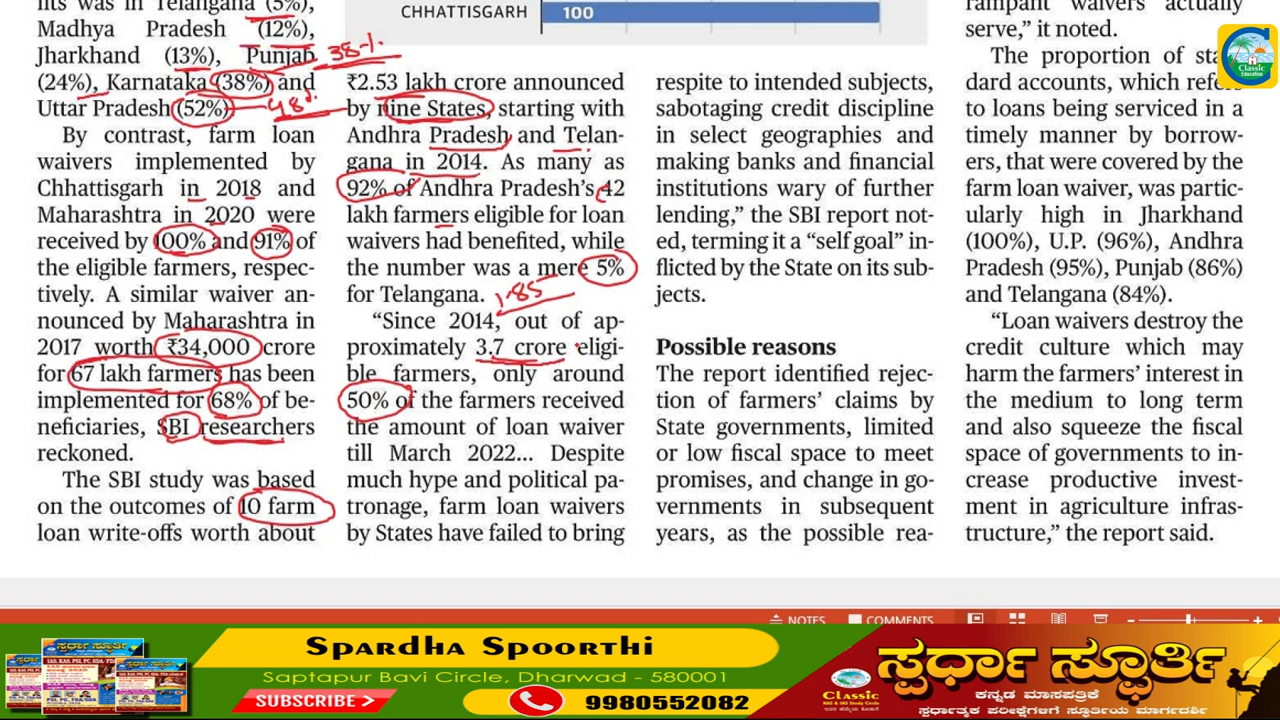 fits was in Telangana (5%),
Madhya Pradesh (12%),
Jharkhand (13%), Punjab
(24%), Karnataka (38%) and
Uttar Pradesh (52%)
38%
48%
By contrast, farm loan
waivers implemented by
Chhattisgarh in 2018 and
Maharashtra in 2020 were
received by 100% and 91% of
the eligible farmers, respec-
tively. A similar waiver an-
nounced by Maharashtra in
2017 worth ₹34,000 crore
for 67 lakh farmers has been
implemented for 68% of be-
neficiaries, SBI researchers
reckoned.
The SBI study was based
on the outcomes of 10 farm
loan write-offs worth about
CHHATTISGARH 100
₹2.53 lakh crore announced
by nine States, starting with
Andhra Pradesh and Telan-
gana in 2014. As many as
92% of Andhra Pradesh's 42
lakh farmers eligible for loan
waivers had benefited, while
the number was a mere 5%
for Telangana.
1.85
“Since 2014, out of ap-
proximately 3.7 crore eligi-
ble farmers, only around
50% of the farmers received
the amount of loan waiver
till March 2022... Despite
much hype and political pa-
tronage, farm loan waivers
by States have failed to bring
respite to intended subjects,
sabotaging credit discipline
in select geographies and
making banks and financial
institutions wary of further
lending,” the SBI report not-
ed, terming it a “self goal” in-
flicted by the State on its sub-
jects.
Possible reasons
The report identified rejec-
tion of farmers’ claims by
State governments, limited
or low fiscal space to meet
promises, and change in go-
vernments in subsequent
years, as the possible rea-
rampant waivers actually
serve,” it noted.
The proportion of stan-
dard accounts, which refers
to loans being serviced in a
timely manner by borrow-
ers, that were covered by the
farm loan waiver, was partic-
ularly high in Jharkhand
(100%), U.P. (96%), Andhra
Pradesh (95%), Punjab (86%)
and Telangana (84%).
“Loan waivers destroy the
credit culture which may
harm the farmers’ interest in
the medium to long term
and also squeeze the fiscal
space of governments to in-
crease productive invest-
ment in agriculture infras-
tructure,” the report said.
Classic
Education
NOTES COMMENTS
Spardha Spoorthi
Saptapur Bavi Circle, Dharwad - 580001
SUBSCRIBE 9980552082
Classic
ಸ್ಪರ್ಧಾ ಸ್ಫೂರ್ತಿ
ಕನ್ನಡ ಮಾಸಪತ್ರಿಕೆ
ಸ್ಪರ್ಧಾತ್ಮಕ ಪರೀಕ್ಷೆಗಳಿಗೆ ಸ್ಫೂರ್ತಿಯ ಮಾರ್ಗದರ್ಶಿ